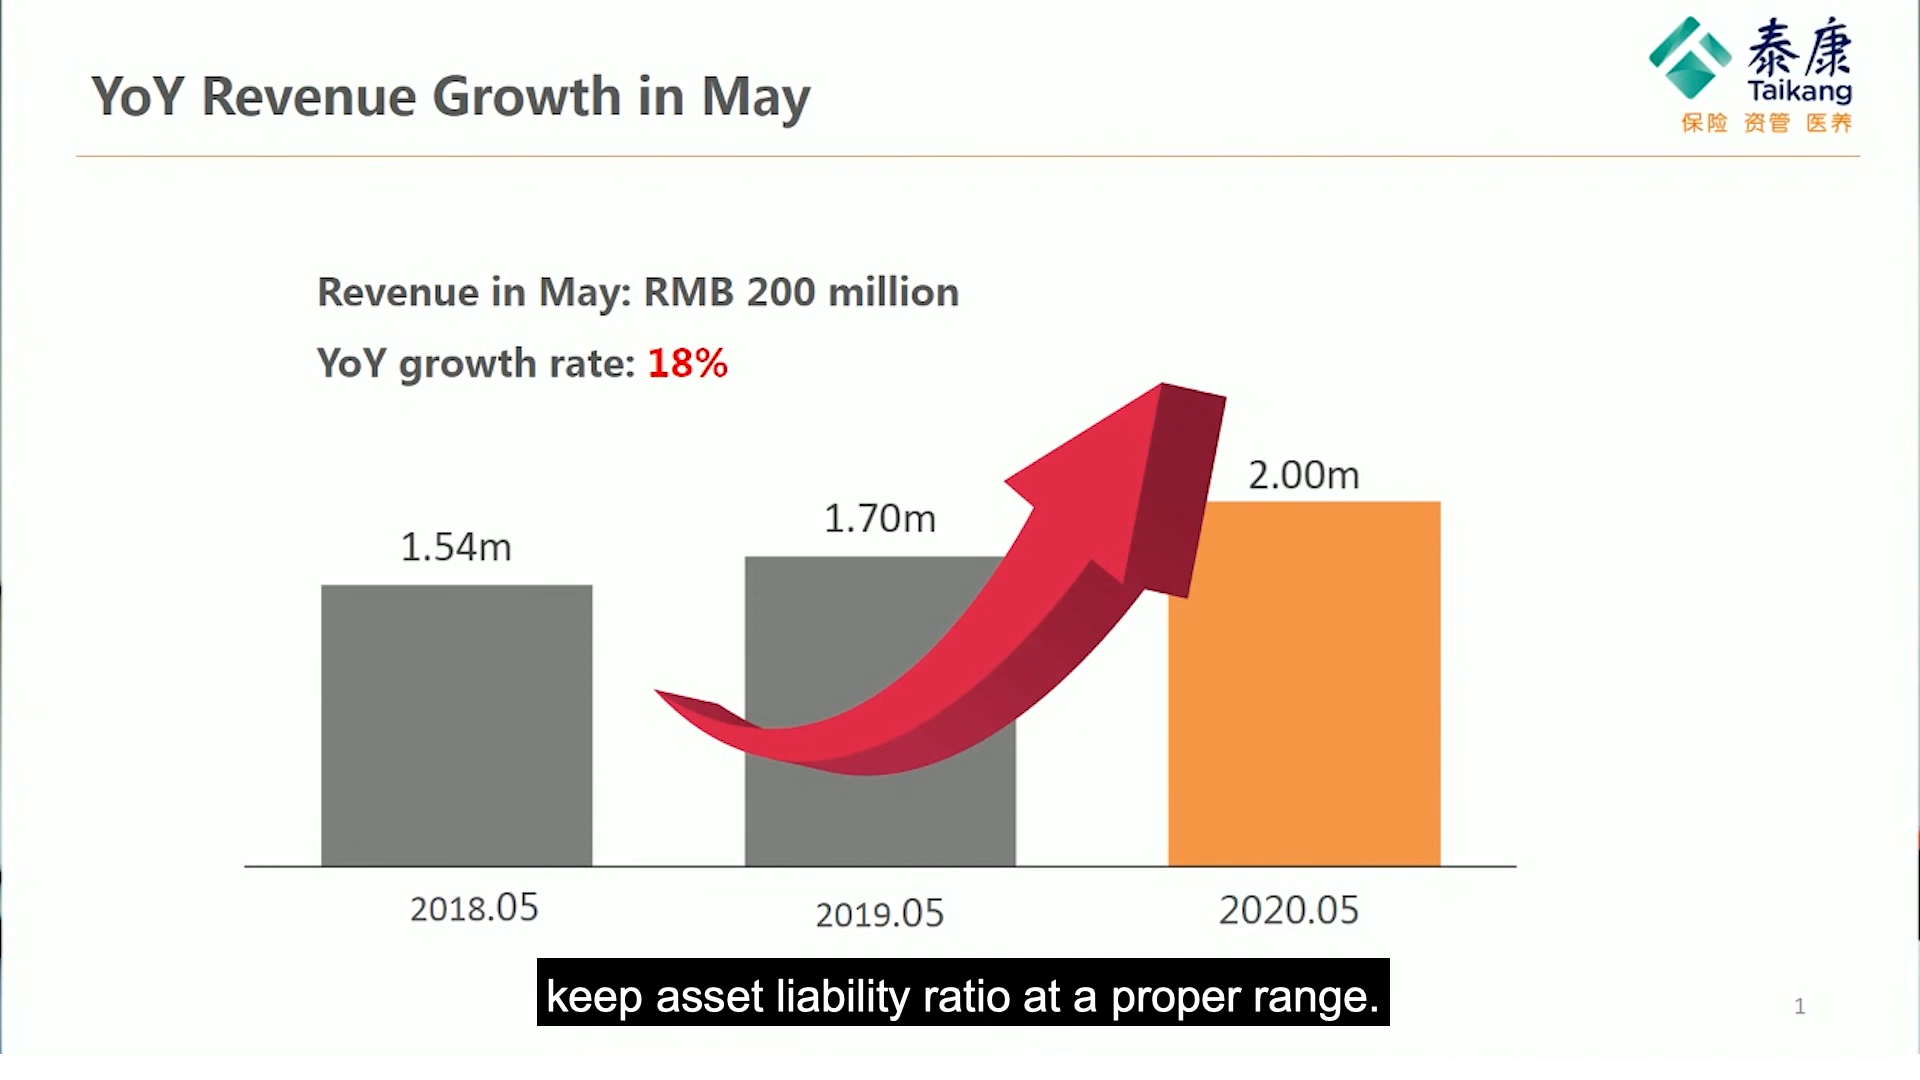 YoY Revenue Growth in May
泰康
Taikang
保险 资管 医养
Revenue in May: RMB 200 million
YoY growth rate: 18%
1.54m
1.70m
2.00m
2018.05
2019.05
2020.05
keep asset liability ratio at a proper range.
1